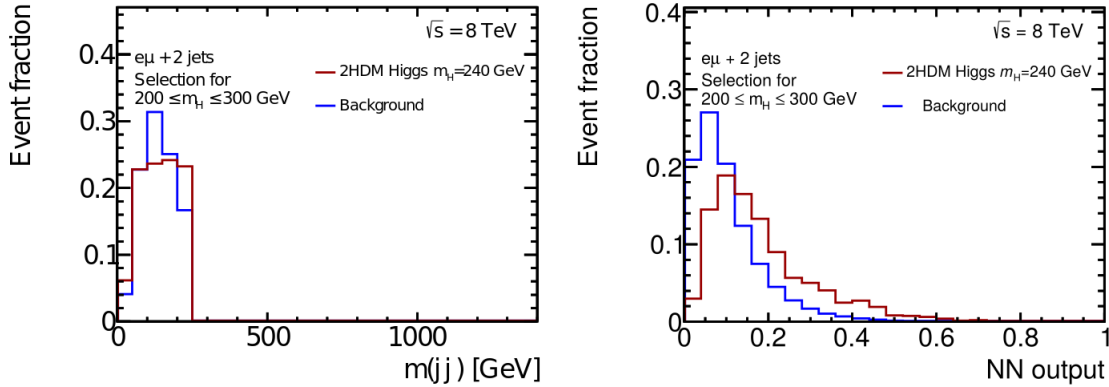 √s = 8 TeV
eμ + 2 jets
Selection for
200 ≤m_H ≤300 GeV
2HDM Higgs m_H=240 GeV
Background
Event fraction
0.4
0.3
0.2
0.1
0
0 500 1000
m(jj) [GeV]
√s = 8 TeV
eμ + 2 jets
Selection for
200 ≤ m_H ≤ 300 GeV
2HDM Higgs m_H=240 GeV
Background
Event fraction
0.4
0.3
0.2
0.1
0
0 0.2 0.4 0.6 0.8 1
NN output